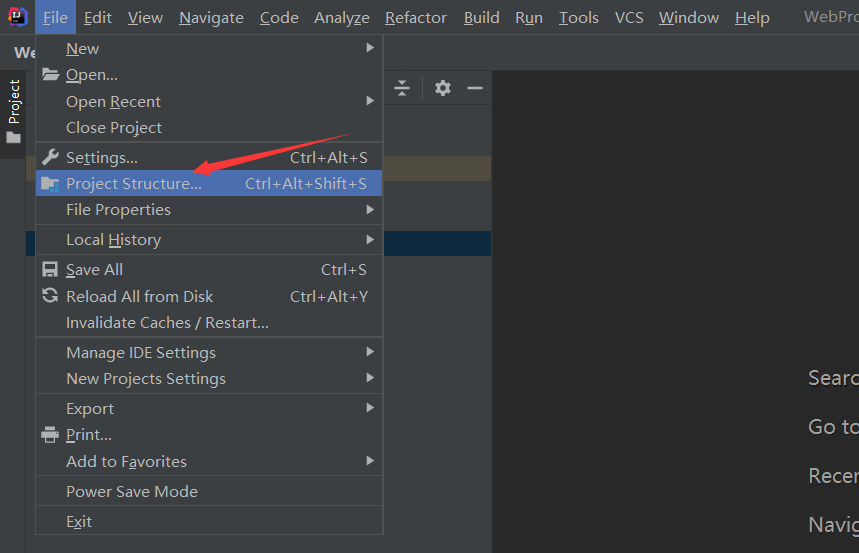 File Edit View Navigate Code Analyze Refactor Build Run Tools VCS Window Help WebPro
We
Project
New
Open...
Open Recent
Close Project
Settings... Ctrl+Alt+S
Project Structure... Ctrl+Alt+Shift+S
File Properties
Local History
Save All Ctrl+S
Reload All from Disk Ctrl+Alt+Y
Invalidate Caches / Restart...
Manage IDE Settings
New Projects Settings
Export
Print...
Add to Favorites
Power Save Mode
Exit
Searc
Go to
Recer
Navig